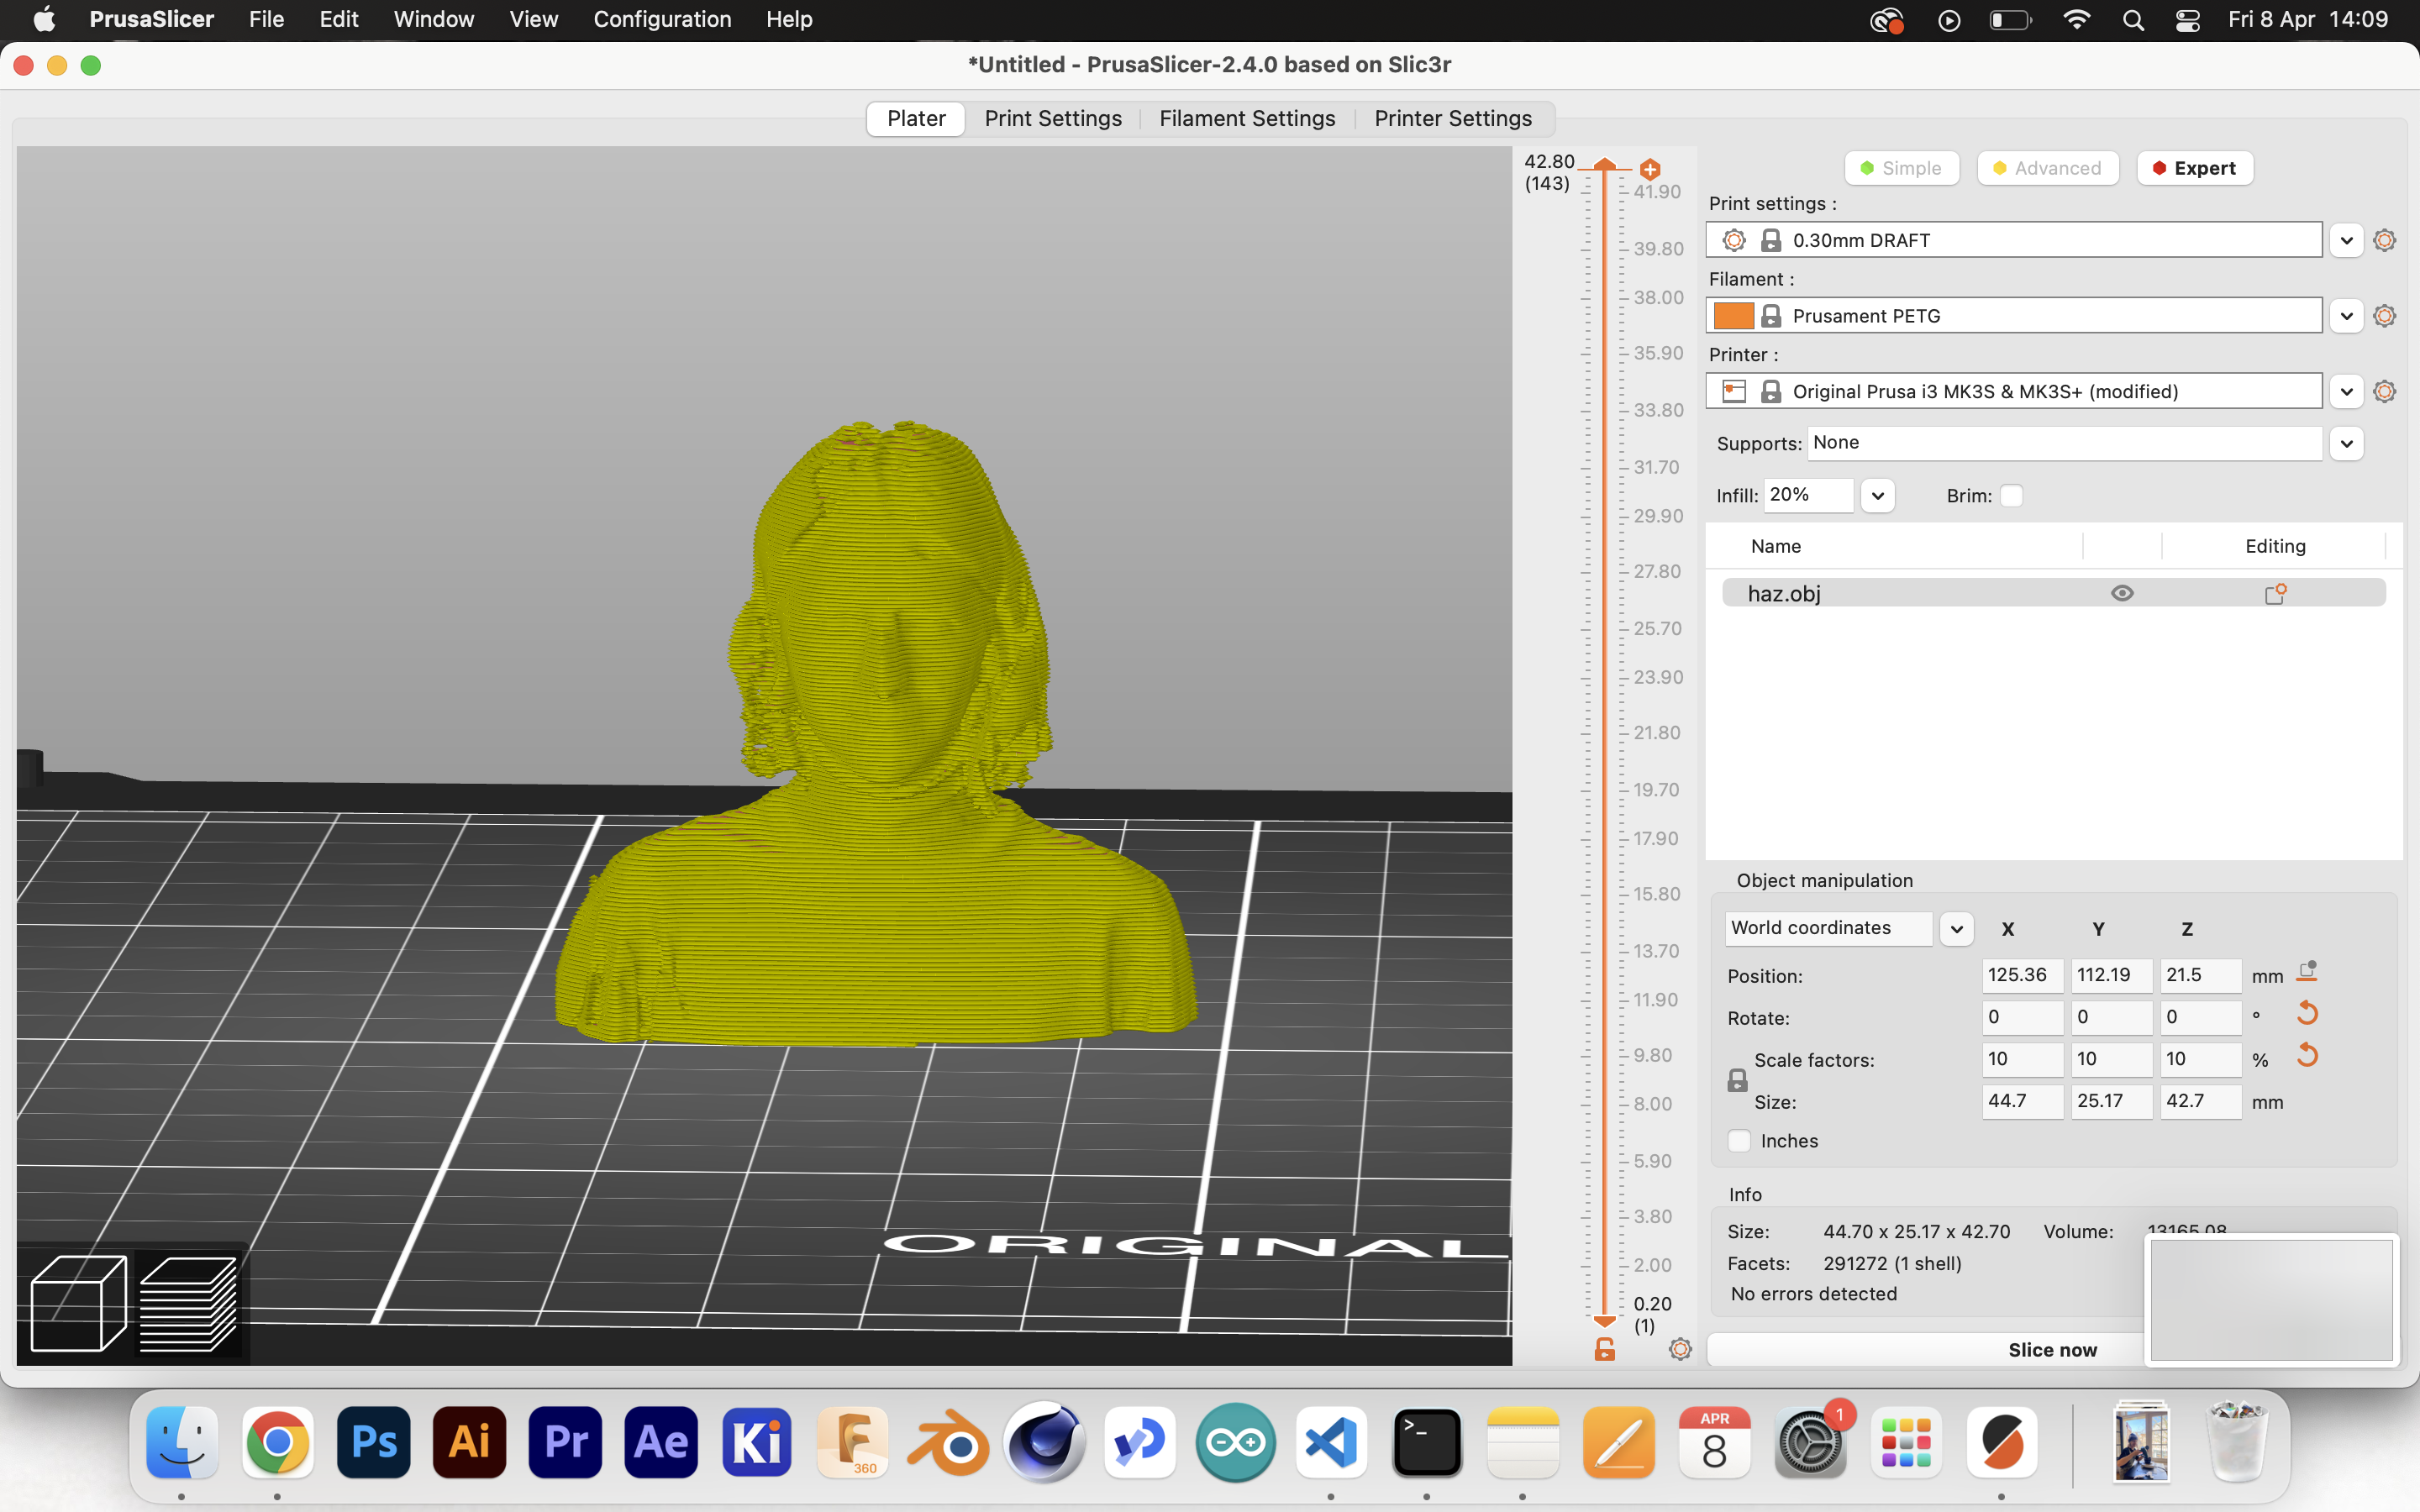 PrusaSlicer File Edit Window View Configuration Help Fri 8 Apr 14:09
*Untitled - PrusaSlicer-2.4.0 based on Slic3r
Plater Print Settings Filament Settings Printer Settings
42.80
(143)
41.90
39.80
38.00
35.90
33.80
31.70
29.90
27.80
25.70
23.90
21.80
19.70
17.90
15.80
13.70
11.90
9.80
8.00
5.90
3.80
2.00
0.20
(1)
ORIGINAL
Simple Advanced Expert
Print settings :
0.30mm DRAFT
Filament :
Prusament PETG
Printer :
Original Prusa i3 MK3S & MK3S+ (modified)
Supports: None
Infill: 20% Brim:
Name Editing
haz.obj
Object manipulation
World coordinates X Y Z
Position: 125.36 112.19 21.5 mm
Rotate: 0 0 0 °
Scale factors: 10 10 10 %
Size: 44.7 25.17 42.7 mm
Inches
Info
Size: 44.70 x 25.17 x 42.70 Volume: 13165.08
Facets: 291272 (1 shell)
No errors detected
Slice now
Ps Ai Pr Ae Ki F 360 >_ APR 8 1